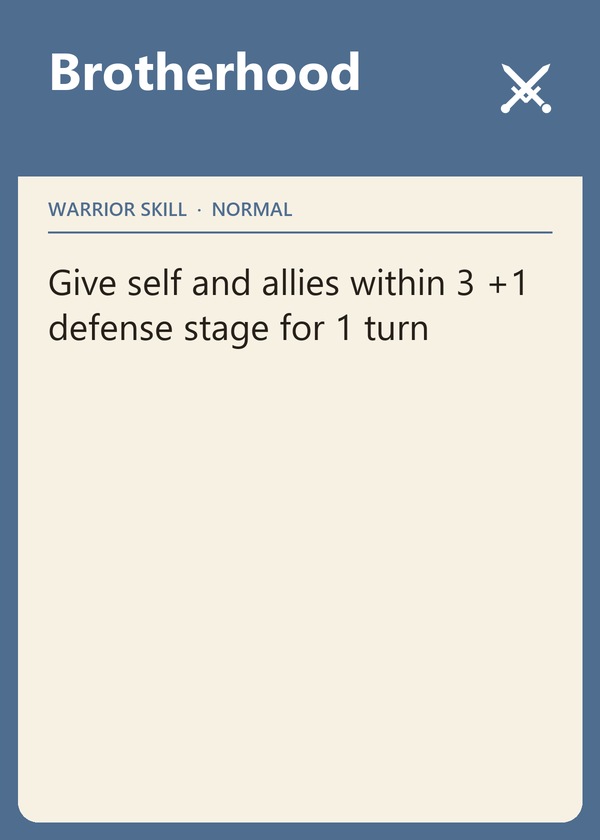 Brotherhood
WARRIOR SKILL · NORMAL
Give self and allies within 3 +1
defense stage for 1 turn